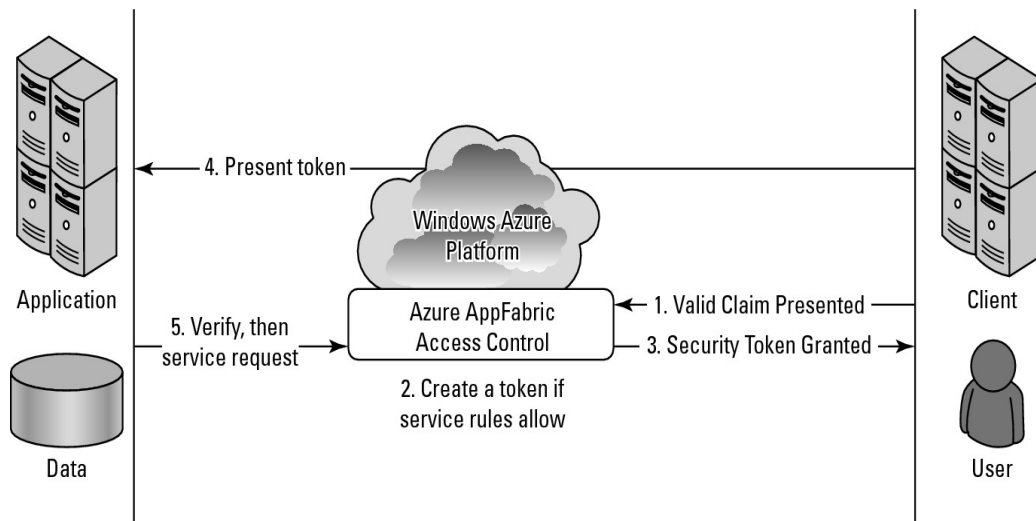 4. Present token
Windows Azure
Platform
Application
Client
Azure AppFabric
Access Control
1. Valid Claim Presented
5. Verify, then
service request
3. Security Token Granted
2. Create a token if
service rules allow
Data
User